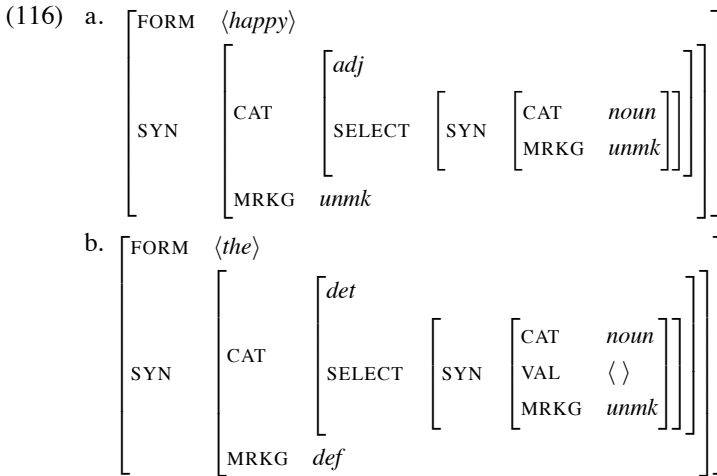 (116) a.
FORM ⟨happy⟩
adj
CAT
CAT noun
SYN
SELECT
SYN
MRKG unmk
MRKG unmk
b.
FORM ⟨the⟩
det
CAT noun
CAT
SYN
SELECT
SYN
VAL ⟨ ⟩
MRKG unmk
MRKG def